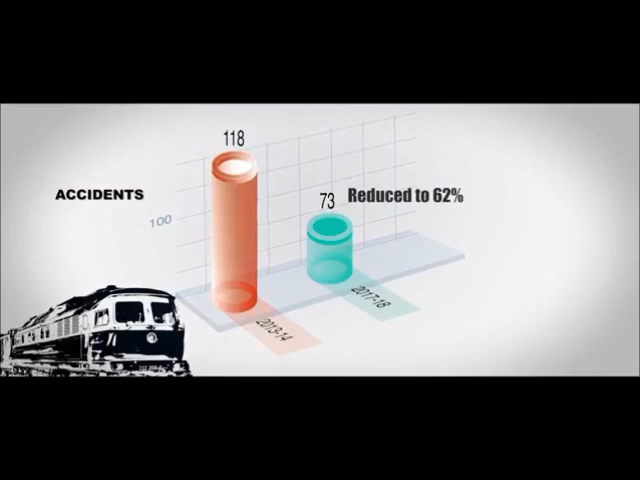 118
ACCIDENTS
73
Reduced to 62%
100
2017-18
2013-14